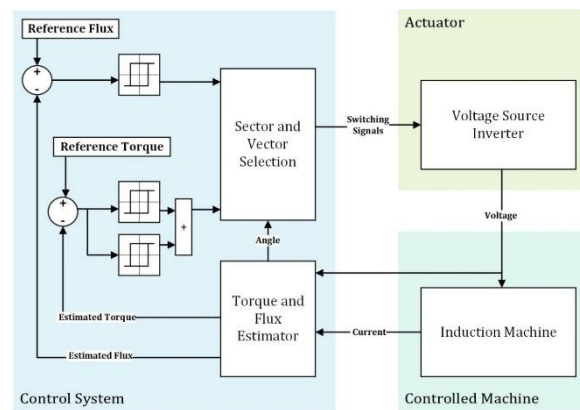 Reference Flux
Actuator
+
-
Sector and
Vector
Selection
Switching
Signals
Voltage Source
Inverter
Reference Torque
+
-
+
Voltage
Angle
Torque and
Flux
Estimator
Estimated Torque
Current
Induction Machine
Estimated Flux
Control System
Controlled Machine